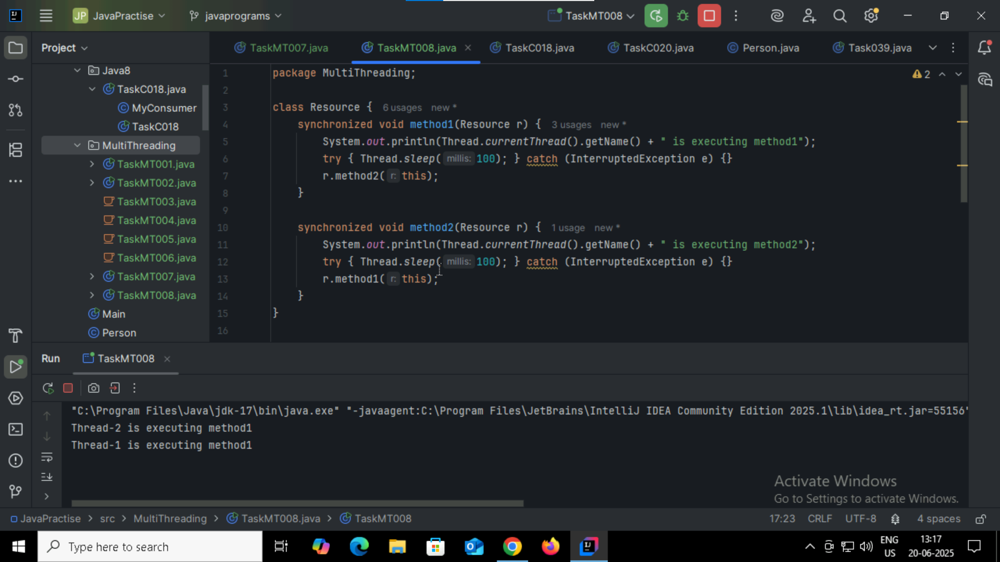 JP JavaPractise javaprograms TaskMT008
Project
TaskMT007.java TaskMT008.java TaskC018.java TaskC020.java Person.java Task039.java
Java8
TaskC018.java
MyConsumer
TaskC018
MultiThreading
TaskMT001.java
TaskMT002.java
TaskMT003.java
TaskMT004.java
TaskMT005.java
TaskMT006.java
TaskMT007.java
TaskMT008.java
Main
Person
2
1 package MultiThreading;
2
3 class Resource { 6 usages new *
4 synchronized void method1(Resource r) { 3 usages new *
5 System.out.println(Thread.currentThread().getName() + " is executing method1");
6 try { Thread.sleep( millis: 100); } catch (InterruptedException e) {}
7 r.method2( r: this);
8 }
9
10 synchronized void method2(Resource r) { 1 usage new *
11 System.out.println(Thread.currentThread().getName() + " is executing method2");
12 try { Thread.sleep( millis: 100); } catch (InterruptedException e) {}
13 r.method1( r: this);
14 }
15 }
16
Run TaskMT008
"C:\Program Files\Java\jdk-17\bin\java.exe" "-javaagent:C:\Program Files\JetBrains\IntelliJ IDEA Community Edition 2025.1\lib\idea_rt.jar=55156"
Thread-2 is executing method1
Thread-1 is executing method1
Activate Windows
Go to Settings to activate Windows.
JavaPractise > src > MultiThreading > TaskMT008.java > TaskMT008 17:23 CRLF UTF-8 4 spaces
Type here to search
ENG
US
13:17
20-06-2025